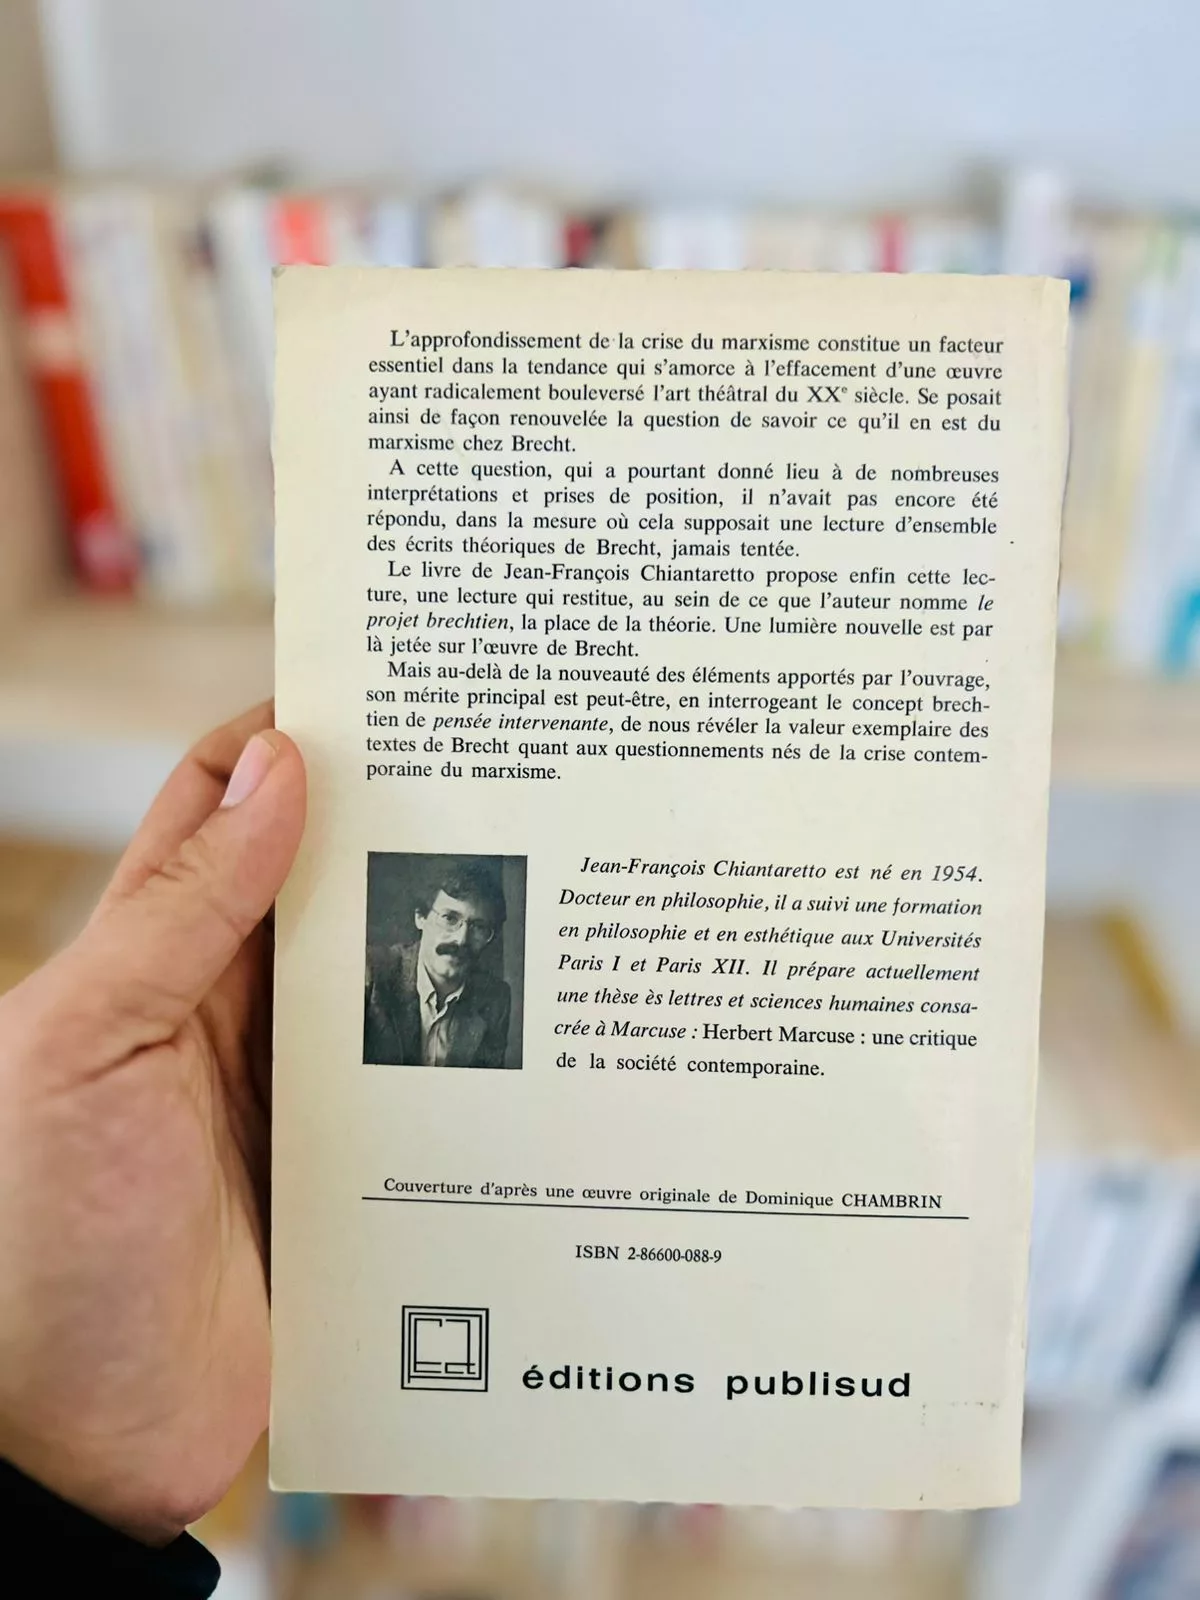 L'approfondissement de la crise du marxisme constitue un facteur
essentiel dans la tendance qui s'amorce à l'effacement d'une œuvre
ayant radicalement bouleversé l'art théâtral du XXe siècle. Se posait
ainsi de façon renouvelée la question de savoir ce qu'il en est du
marxisme chez Brecht.
A cette question, qui a pourtant donné lieu à de nombreuses
interprétations et prises de position, il n'avait pas encore été
répondu, dans la mesure où cela supposait une lecture d'ensemble
des écrits théoriques de Brecht, jamais tentée.
Le livre de Jean-François Chiantaretto propose enfin cette lec-
ture, une lecture qui restitue, au sein de ce que l'auteur nomme le
projet brechtien, la place de la théorie. Une lumière nouvelle est par
là jetée sur l'œuvre de Brecht.
Mais au-delà de la nouveauté des éléments apportés par l'ouvrage,
son mérite principal est peut-être, en interrogeant le concept brech-
tien de pensée intervenante, de nous révéler la valeur exemplaire des
textes de Brecht quant aux questionnements nés de la crise contem-
poraine du marxisme.
Jean-François Chiantaretto est né en 1954.
Docteur en philosophie, il a suivi une formation
en philosophie et en esthétique aux Universités
Paris I et Paris XII. Il prépare actuellement
une thèse ès lettres et sciences humaines consa-
crée à Marcuse : Herbert Marcuse : une critique
de la société contemporaine.
Couverture d'après une œuvre originale de Dominique CHAMBRIN
ISBN 2-86600-088-9
éditions publisud